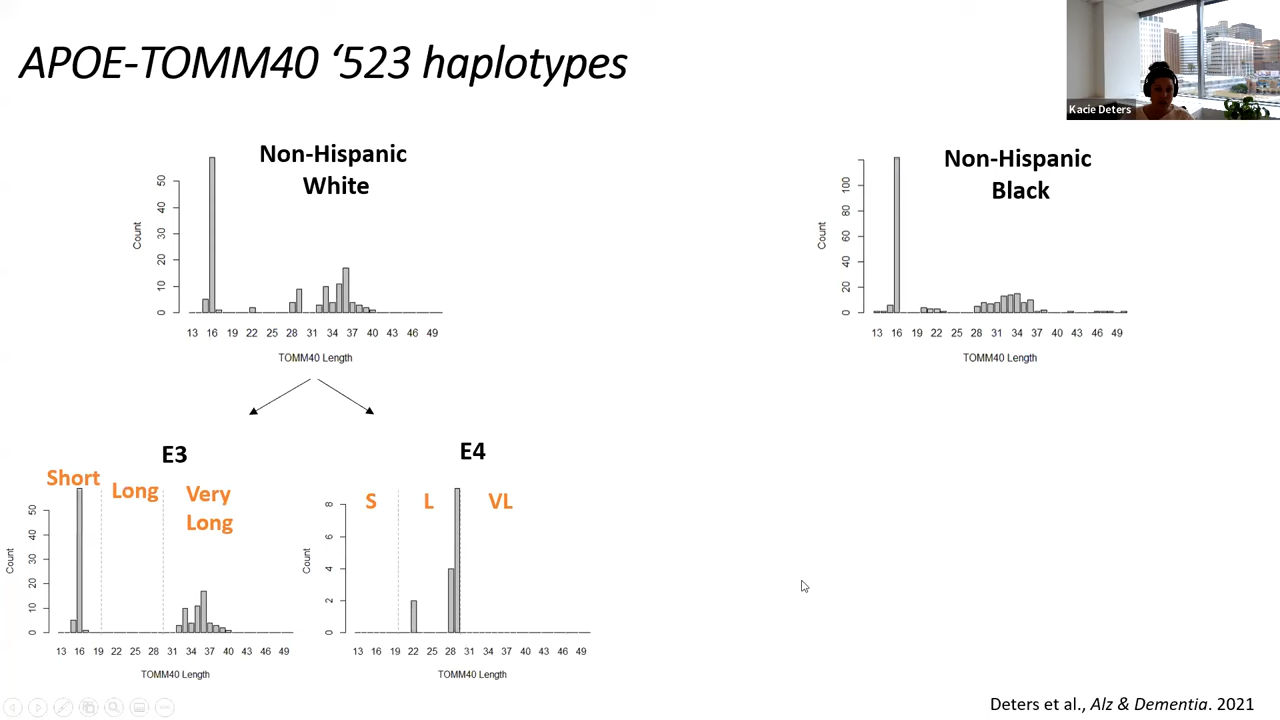 APOE-TOMM40 ‘523 haplotypes
Kacie Deters
Non-Hispanic
White
Count
0 10 20 30 40 50
13 16 19 22 25 28 31 34 37 40 43 46 49
TOMM40 Length
Non-Hispanic
Black
Count
0 20 40 60 80 100
13 16 19 22 25 28 31 34 37 40 43 46 49
TOMM40 Length
E3
Short
Long
Very
Long
Count
0 10 20 30 40 50
13 16 19 22 25 28 31 34 37 40 43 46 49
TOMM40 Length
E4
S L VL
Count
0 2 4 6 8
13 16 19 22 25 28 31 34 37 40 43 46 49
TOMM40 Length
Deters et al., Alz & Dementia. 2021